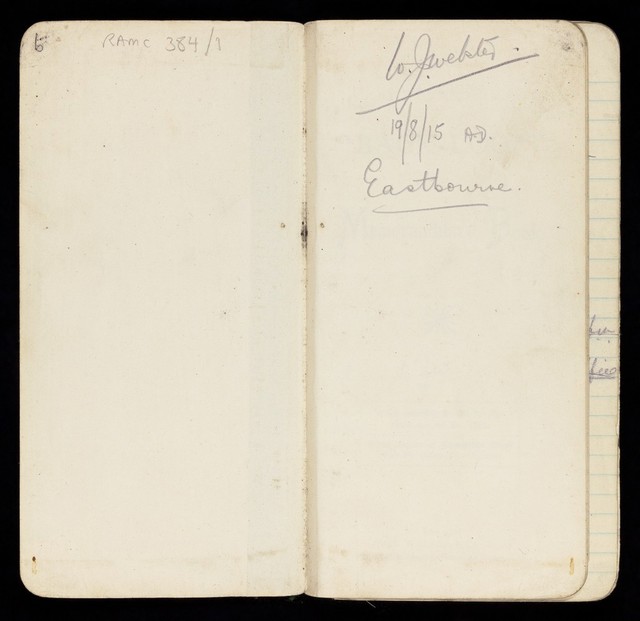 6
RAMC 384/1
W. J. Webster.
19/8/15 AD.
Eastbourne.